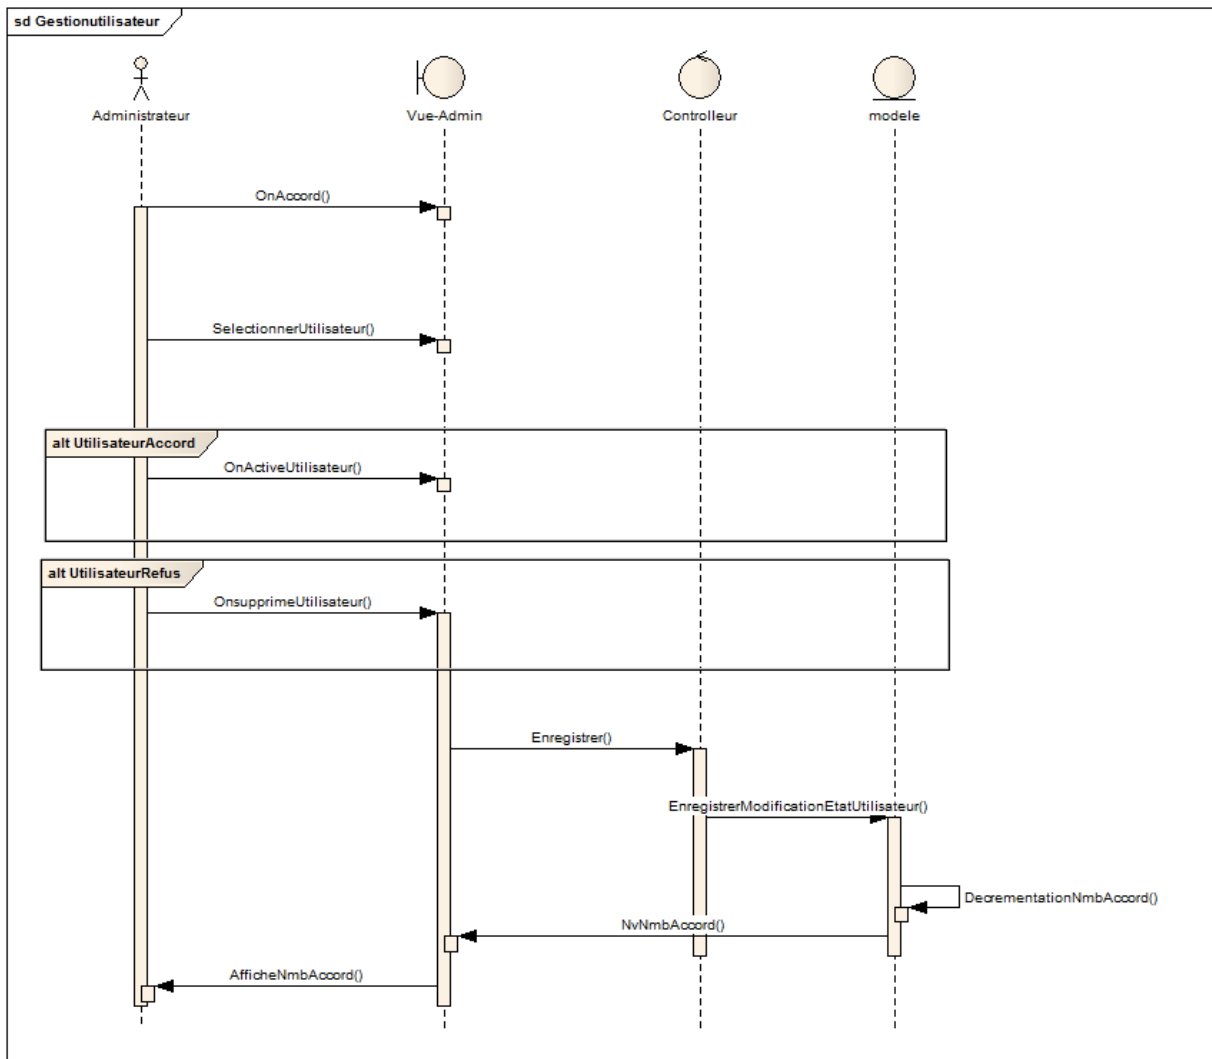 sd Gestionutilisateur
Administrateur
Vue-Admin
Controlleur
modele
OnAccord()
SelectionnerUtilisateur()
alt UtilisateurAccord
OnActiveUtilisateur()
alt UtilisateurRefus
OnsupprimeUtilisateur()
Enregistrer()
EnregistrerModificationEtatUtilisateur()
DecrementationNmbAccord()
NvNmbAccord()
AfficheNmbAccord()